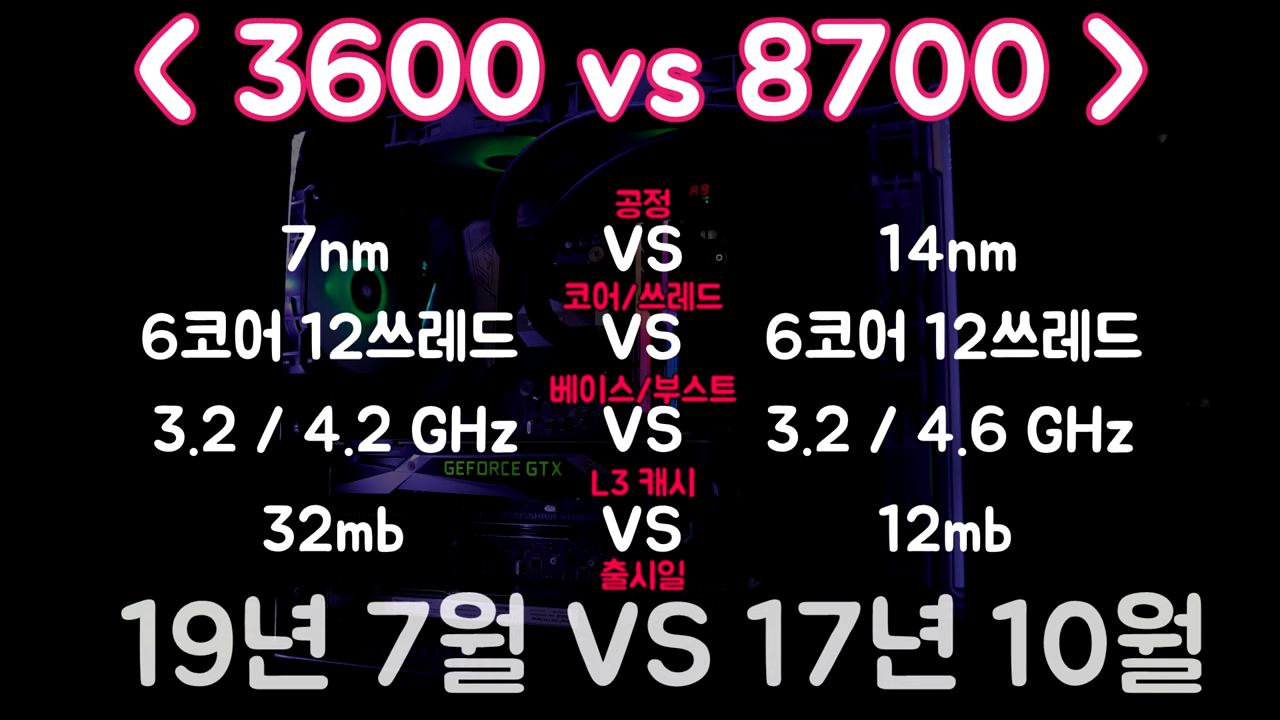 < 3600 vs 8700 >
A9
공정
7nm VS 14nm
코어/쓰레드
6코어 12쓰레드 VS 6코어 12쓰레드
베이스/부스트
3.2 / 4.2 GHz VS 3.2 / 4.6 GHz
GEFORCE GTX
L3 캐시
32mb VS 12mb
출시일
19년 7월 VS 17년 10월